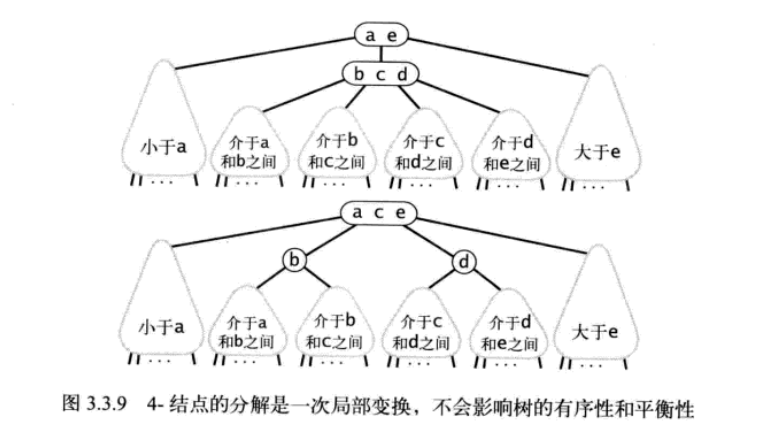 a e
b c d
小于a
介于a
和b之间
介于b
和c之间
介于c
和d之间
介于d
和e之间
大于e
...
...
...
...
...
...
a c e
b
d
小于a
介于a
和b之间
介于b
和c之间
介于c
和d之间
介于d
和e之间
大于e
...
...
...
...
...
...
图 3.3.9 4- 结点的分解是一次局部变换，不会影响树的有序性和平衡性